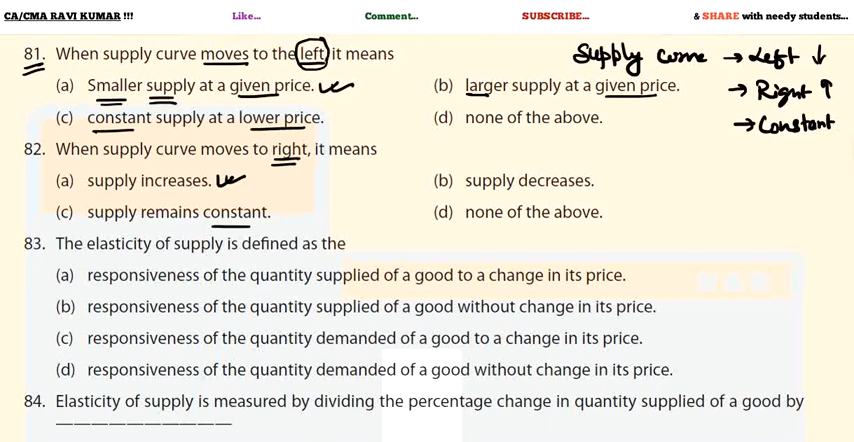 CA/CMA RAVI KUMAR !!! Like... Comment... SUBSCRIBE... & SHARE with needy students...
81. When supply curve moves to the left, it means
Supply curve → Left ↓
(a) Smaller supply at a given price. (b) larger supply at a given price.
→ Right ↑
(c) constant supply at a lower price. (d) none of the above.
→ Constant
82. When supply curve moves to right, it means
(a) supply increases. (b) supply decreases.
(c) supply remains constant. (d) none of the above.
83. The elasticity of supply is defined as the
(a) responsiveness of the quantity supplied of a good to a change in its price.
(b) responsiveness of the quantity supplied of a good without change in its price.
(c) responsiveness of the quantity demanded of a good to a change in its price.
(d) responsiveness of the quantity demanded of a good without change in its price.
84. Elasticity of supply is measured by dividing the percentage change in quantity supplied of a good by
——————————